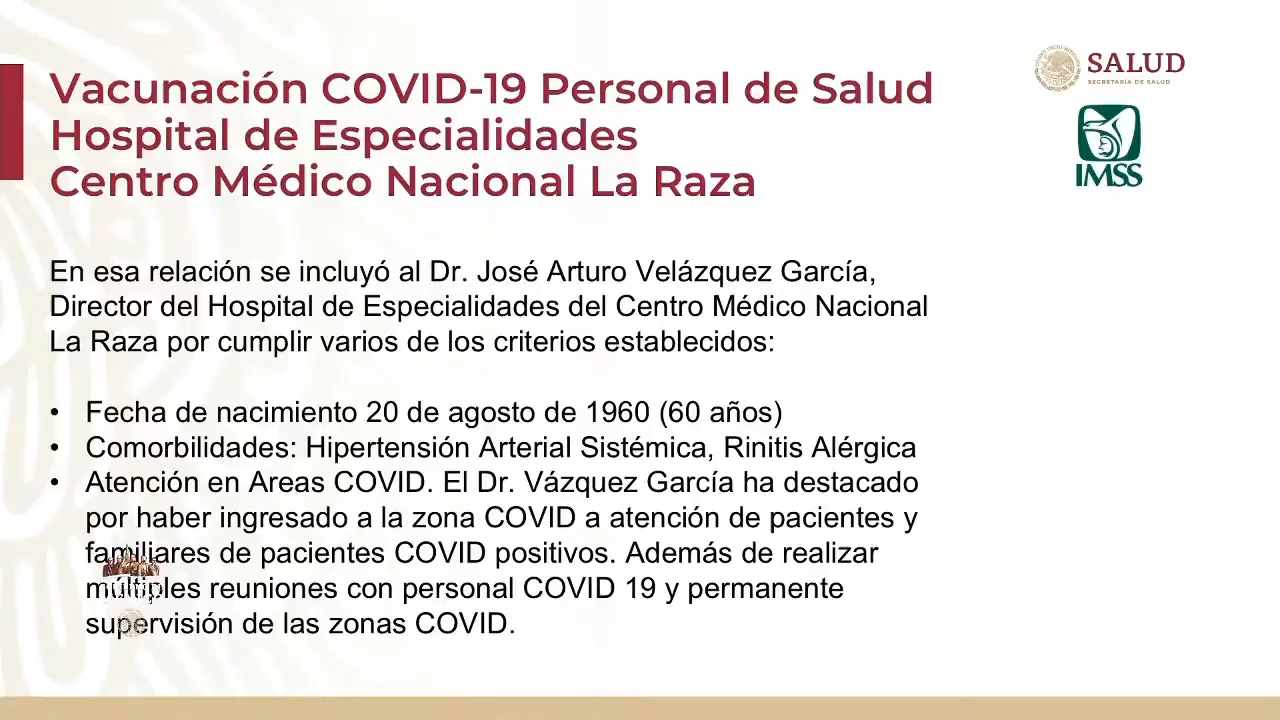 Vacunación COVID-19 Personal de Salud
Hospital de Especialidades
Centro Médico Nacional La Raza
SALUD
SECRETARÍA DE SALUD
IMSS
En esa relación se incluyó al Dr. José Arturo Velázquez García,
Director del Hospital de Especialidades del Centro Médico Nacional
La Raza por cumplir varios de los criterios establecidos:
• Fecha de nacimiento 20 de agosto de 1960 (60 años)
• Comorbilidades: Hipertensión Arterial Sistémica, Rinitis Alérgica
• Atención en Areas COVID. El Dr. Vázquez García ha destacado
por haber ingresado a la zona COVID a atención de pacientes y
familiares de pacientes COVID positivos. Además de realizar
múltiples reuniones con personal COVID 19 y permanente
supervisión de las zonas COVID.